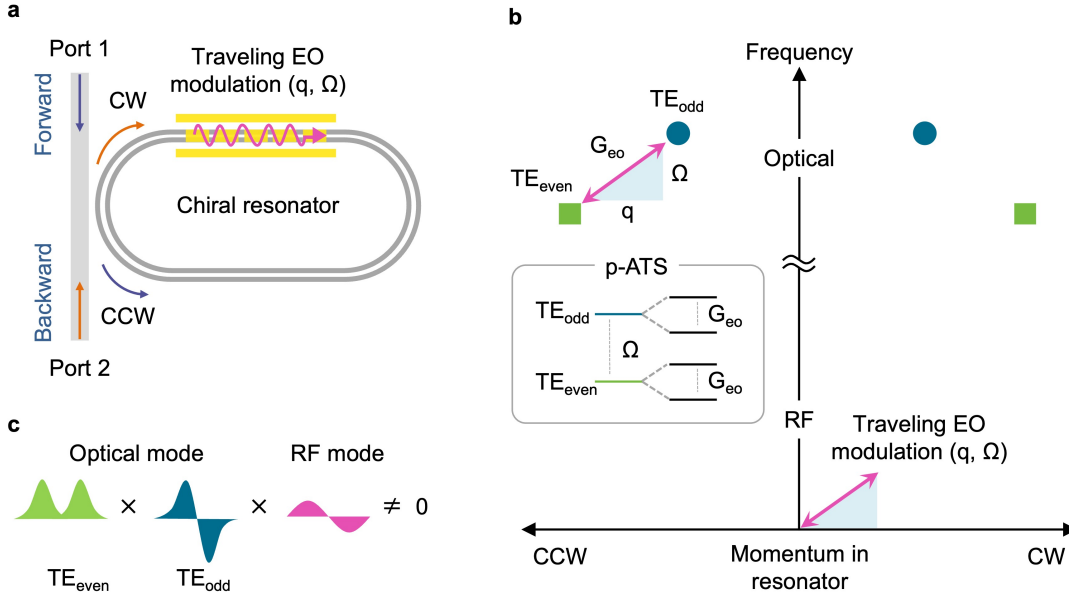 a
Port 1
Forward
CW
Traveling EO
modulation (q, Ω)
Chiral resonator
Backward
CCW
Port 2
b
Frequency
TEodd
Geo
Ω
TEeven
q
Optical
p-ATS
TEodd
Geo
Ω
TEeven
Geo
RF
Traveling EO
modulation (q, Ω)
CCW
Momentum in
resonator
CW
c
Optical mode
RF mode
× × ≠ 0
TEeven
TEodd